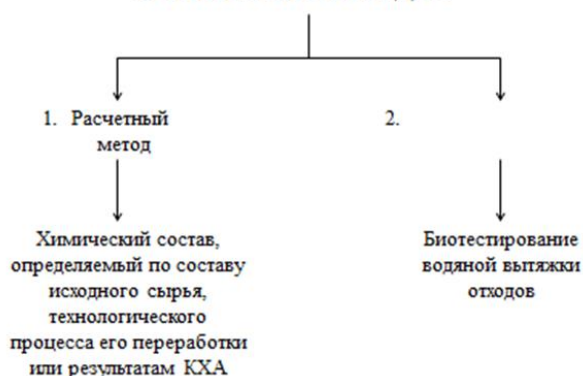 1. Расчетный
метод
2.
Химический состав,
определяемый по составу
исходного сырья,
технологического
процесса его переработки
или результатам КХА
Биотестирование
водяной вытяжки
отходов